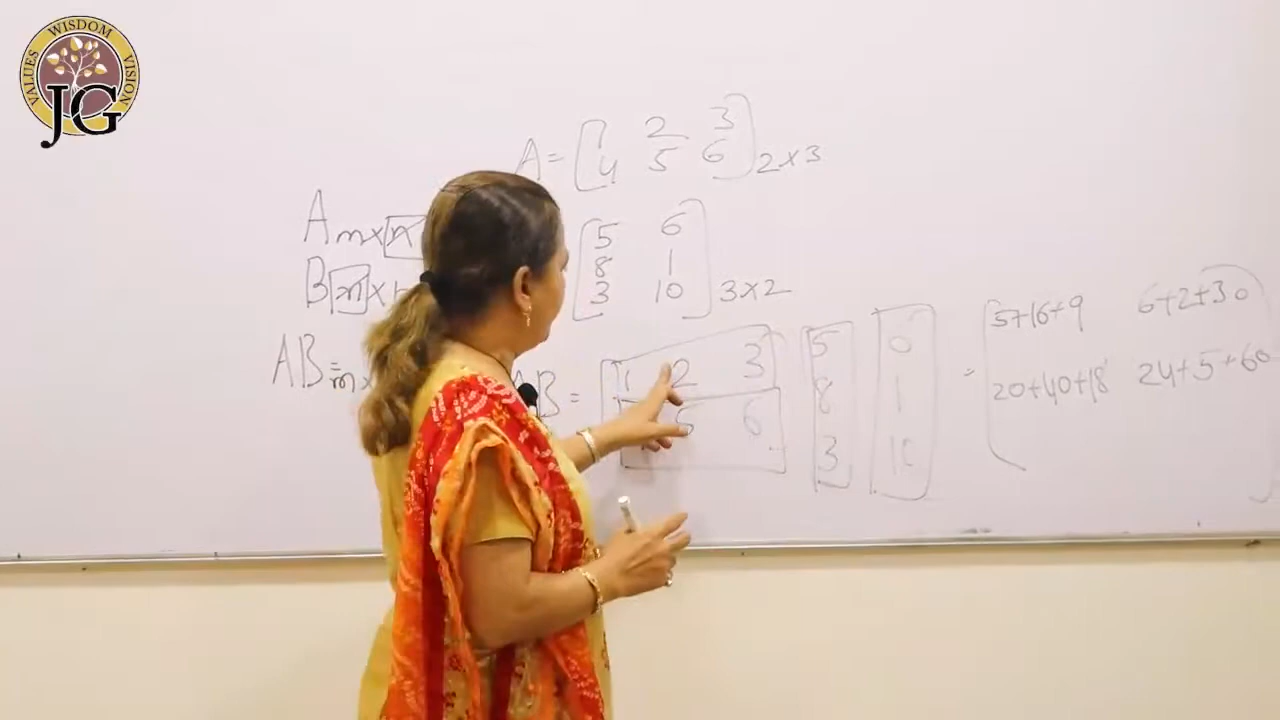 VALUES WISDOM VISION
JG
A = [ 1 2 3
4 5 6 ] 2×3
A m×n
[ 5 6
8 1
3 10 ] 3×2
B n×
AB = m×
AB = [ 1 2 3
5 6 ]
[ 5 0
8 1
3 10 ]
= [ 5+16+9 6+2+30
20+40+18 24+5+60 ]